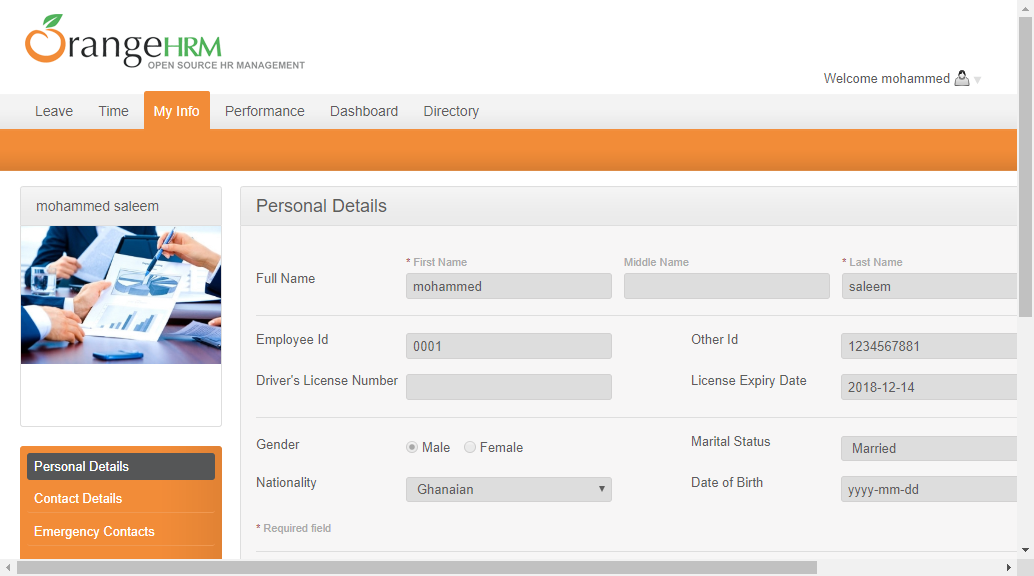 OrangeHRM
OPEN SOURCE HR MANAGEMENT
Welcome mohammed
Leave Time My Info Performance Dashboard Directory
mohammed saleem
Personal Details
Contact Details
Emergency Contacts
Personal Details
* First Name Middle Name * Last Name
Full Name mohammed saleem
Employee Id 0001 Other Id 1234567881
Driver's License Number License Expiry Date 2018-12-14
Gender Male Female Marital Status Married
Nationality Ghanaian Date of Birth yyyy-mm-dd
* Required field